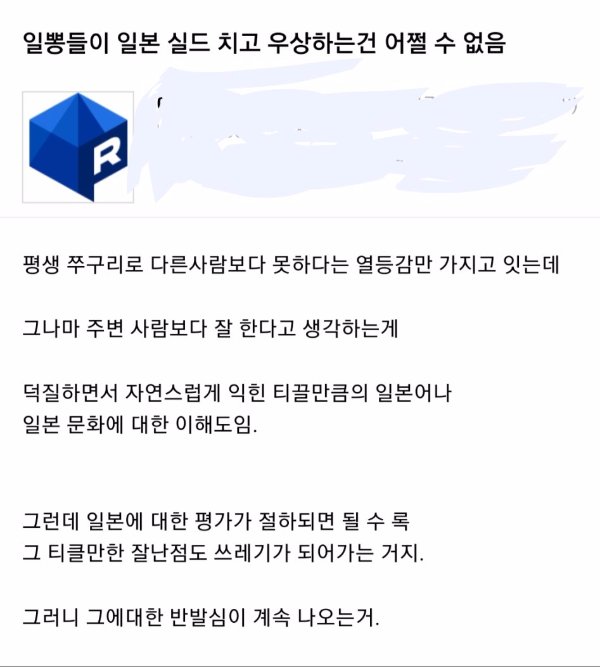 일뽕들이 일본 실드 치고 우상하는건 어쩔 수 없음
R
평생 쭈구리로 다른사람보다 못하다는 열등감만 가지고 잇는데
그나마 주변 사람보다 잘 한다고 생각하는게
덕질하면서 자연스럽게 익힌 티끌만큼의 일본어나
일본 문화에 대한 이해도임.
그런데 일본에 대한 평가가 절하되면 될 수 록
그 티클만한 잘난점도 쓰레기가 되어가는 거지.
그러니 그에대한 반발심이 계속 나오는거.